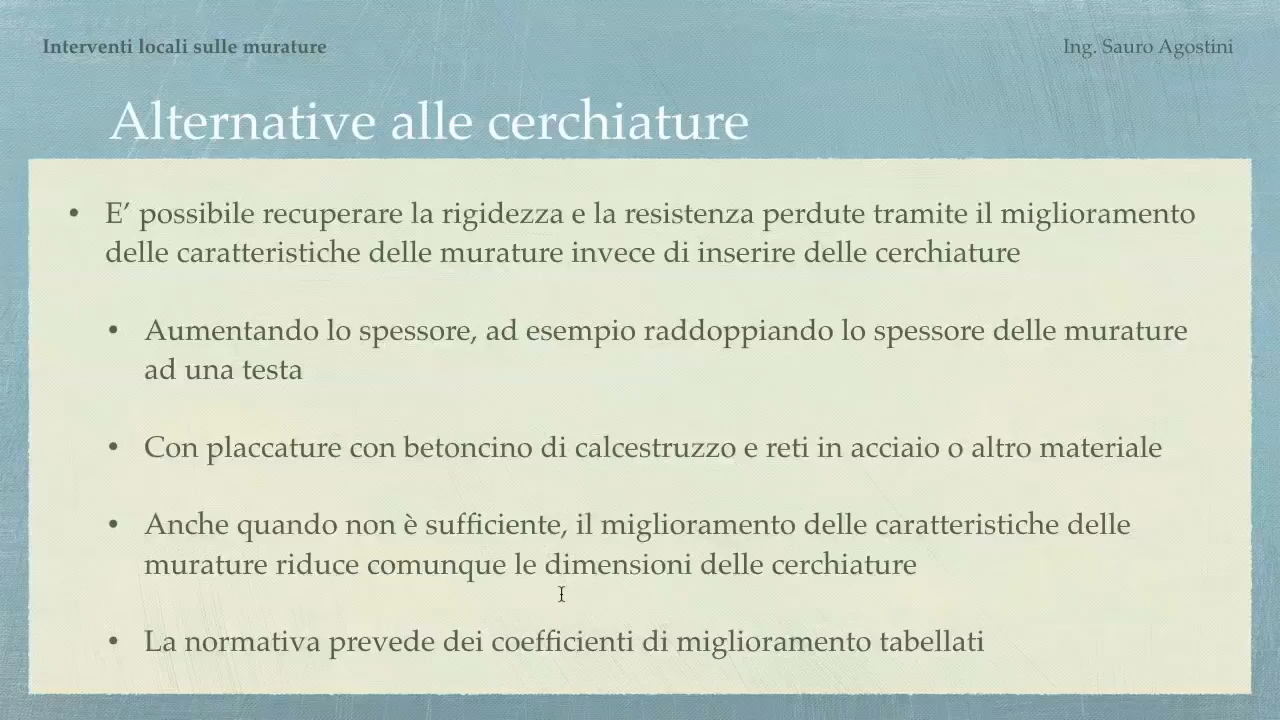 Interventi locali sulle murature
Ing. Sauro Agostini
Alternative alle cerchiature
• E’ possibile recuperare la rigidezza e la resistenza perdute tramite il miglioramento
delle caratteristiche delle murature invece di inserire delle cerchiature
• Aumentando lo spessore, ad esempio raddoppiando lo spessore delle murature
ad una testa
• Con placcature con betoncino di calcestruzzo e reti in acciaio o altro materiale
• Anche quando non è sufficiente, il miglioramento delle caratteristiche delle
murature riduce comunque le dimensioni delle cerchiature
• La normativa prevede dei coefficienti di miglioramento tabellati